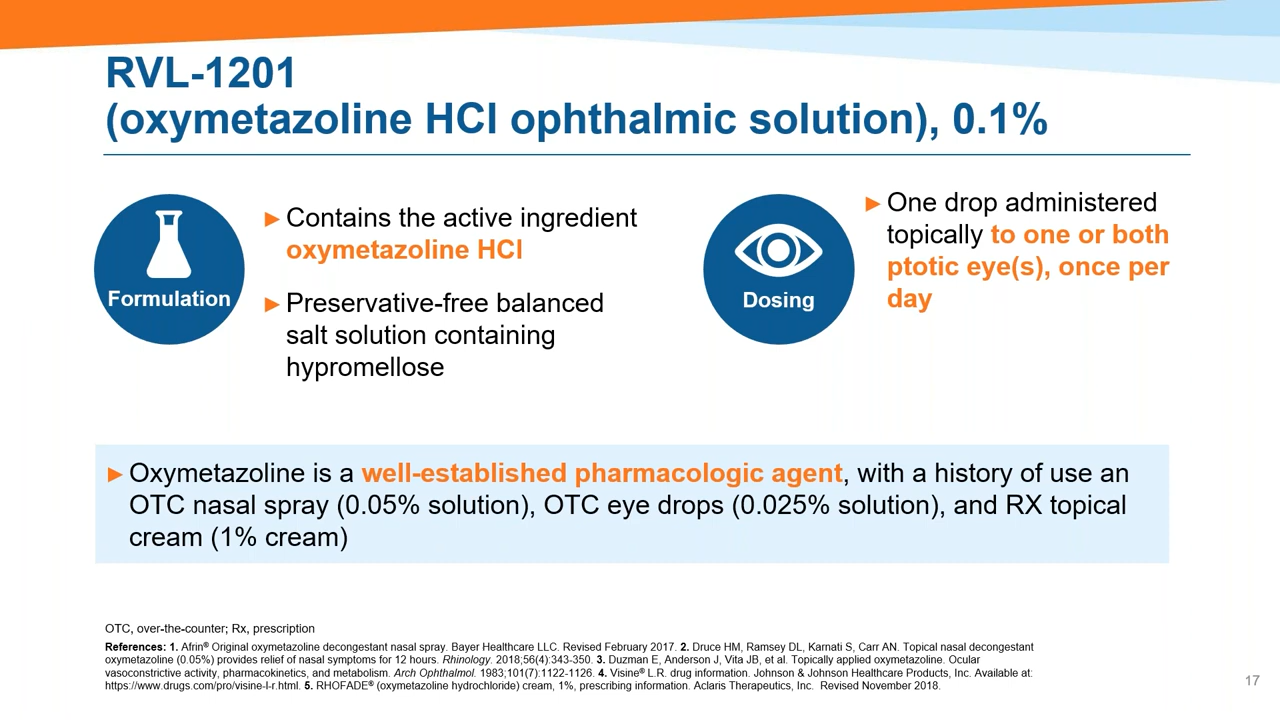 RVL-1201
(oxymetazoline HCl ophthalmic solution), 0.1%
Formulation
► Contains the active ingredient
oxymetazoline HCl
► Preservative-free balanced
salt solution containing
hypromellose
Dosing
► One drop administered
topically to one or both
ptotic eye(s), once per
day
► Oxymetazoline is a well-established pharmacologic agent, with a history of use an
OTC nasal spray (0.05% solution), OTC eye drops (0.025% solution), and RX topical
cream (1% cream)
OTC, over-the-counter; Rx, prescription
References: 1. Afrin® Original oxymetazoline decongestant nasal spray. Bayer Healthcare LLC. Revised February 2017. 2. Druce HM, Ramsey DL, Karnati S, Carr AN. Topical nasal decongestant
oxymetazoline (0.05%) provides relief of nasal symptoms for 12 hours. Rhinology. 2018;56(4):343-350. 3. Duzman E, Anderson J, Vita JB, et al. Topically applied oxymetazoline. Ocular
vasoconstrictive activity, pharmacokinetics, and metabolism. Arch Ophthalmol. 1983;101(7):1122-1126. 4. Visine® L.R. drug information. Johnson & Johnson Healthcare Products, Inc. Available at:
https://www.drugs.com/pro/visine-l-r.html. 5. RHOFADE® (oxymetazoline hydrochloride) cream, 1%, prescribing information. Aclaris Therapeutics, Inc. Revised November 2018.
17